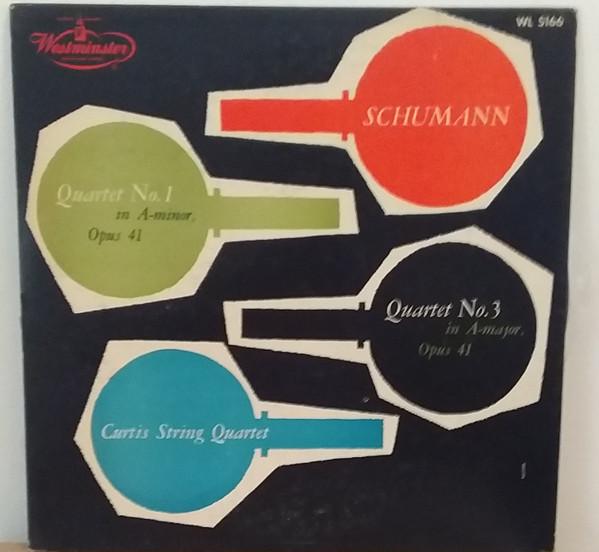 Westminster
WL 5166
SCHUMANN
Quartet No. 1
in A-minor,
Opus 41
Quartet No. 3
in A-major,
Opus 41
Curtis String Quartet